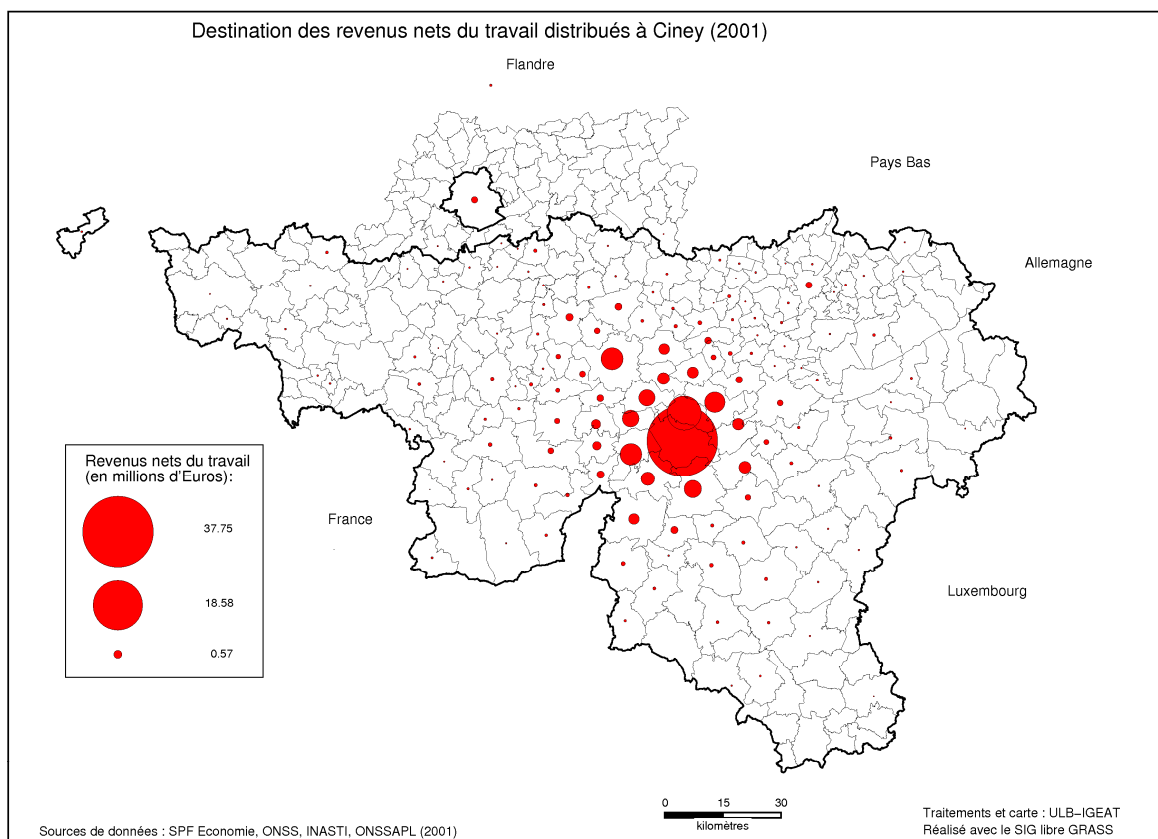 Destination des revenus nets du travail distribués à Ciney (2001)
Flandre
Pays Bas
Allemagne
Revenus nets du travail
(en millions d'Euros):
37.75
18.58
0.57
France
Luxembourg
0 15 30
kilomètres
Sources de données : SPF Economie, ONSS, INASTI, ONSSAPL (2001)
Traitements et carte : ULB-IGEAT
Réalisé avec le SIG libre GRASS